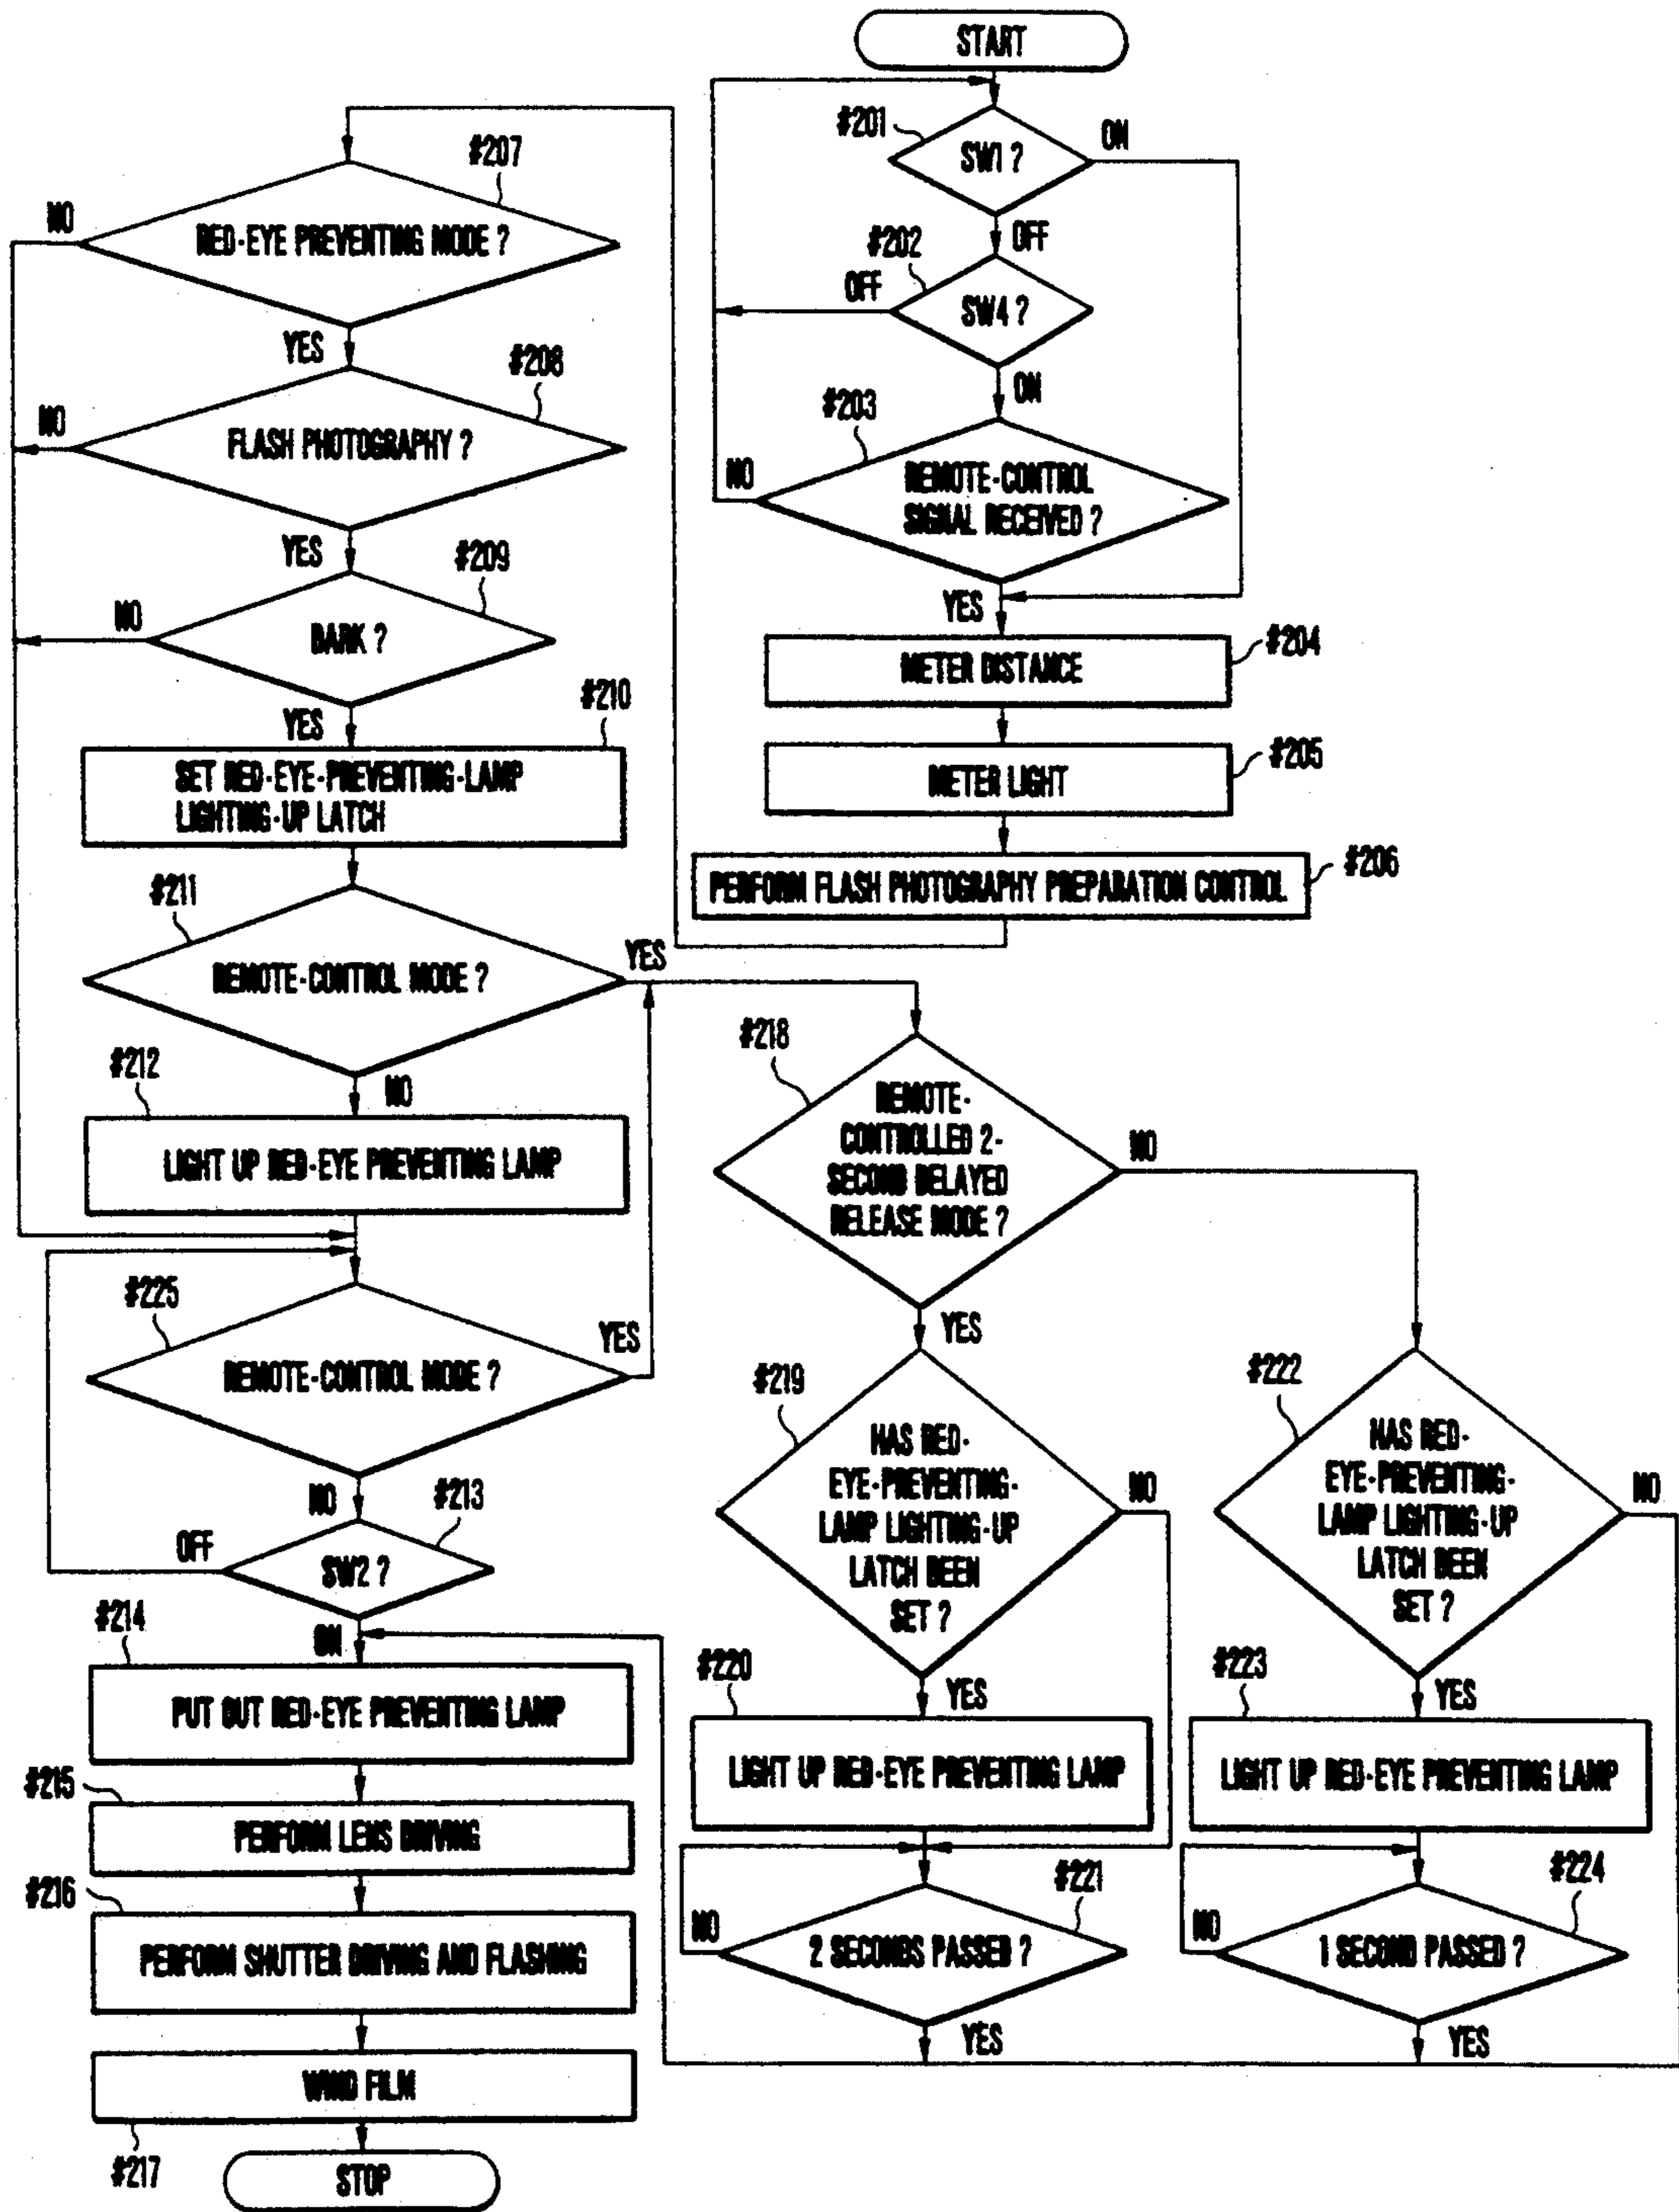 START
#201
SW1 ?
ON
OFF
#202
SW4 ?
OFF
ON
#203
REMOTE-CONTROL
SIGNAL RECEIVED ?
NO
YES
METER DISTANCE
#204
METER LIGHT
#205
PERFORM FLASH PHOTOGRAPHY PREPARATION CONTROL
#206
#207
RED-EYE PREVENTING MODE ?
NO
YES
#208
FLASH PHOTOGRAPHY ?
NO
YES
#209
DARK ?
NO
YES
#210
SET RED-EYE-PREVENTING-LAMP
LIGHTING-UP LATCH
#211
REMOTE-CONTROL MODE ?
YES
NO
#212
LIGHT UP RED-EYE PREVENTING LAMP
#225
REMOTE-CONTROL MODE ?
YES
NO
#213
SW2 ?
OFF
ON
#214
PUT OUT RED-EYE PREVENTING LAMP
#215
PERFORM LENS DRIVING
#216
PERFORM SHUTTER DRIVING AND FLASHING
WIND FILM
#217
STOP
#218
REMOTE-
CONTROLLED 2-
SECOND DELAYED
RELEASE MODE ?
NO
YES
#219
HAS RED-
EYE-PREVENTING-
LAMP LIGHTING-UP
LATCH BEEN
SET ?
NO
YES
#220
LIGHT UP RED-EYE PREVENTING LAMP
#221
2 SECONDS PASSED ?
NO
YES
#222
HAS RED-
EYE-PREVENTING-
LAMP LIGHTING-UP
LATCH BEEN
SET ?
NO
YES
#223
LIGHT UP RED-EYE PREVENTING LAMP
#224
1 SECOND PASSED ?
NO
YES